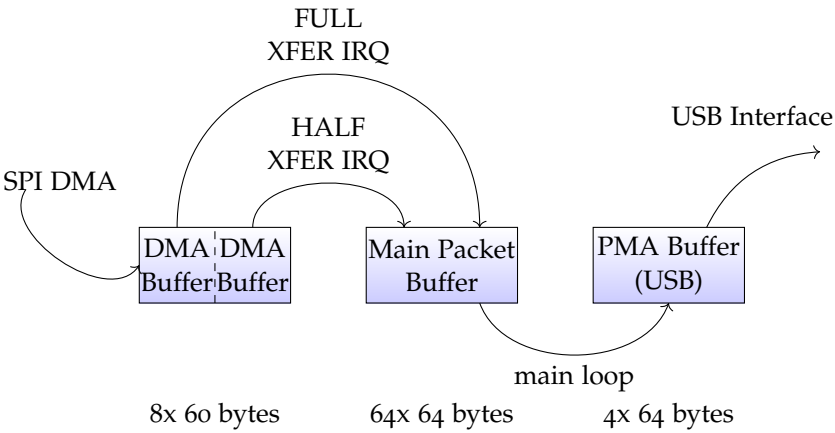 FULL
XFER IRQ
HALF
XFER IRQ
USB Interface
SPI DMA
DMA Buffer
DMA Buffer
Main Packet
Buffer
PMA Buffer
(USB)
main loop
8x 60 bytes
64x 64 bytes
4x 64 bytes